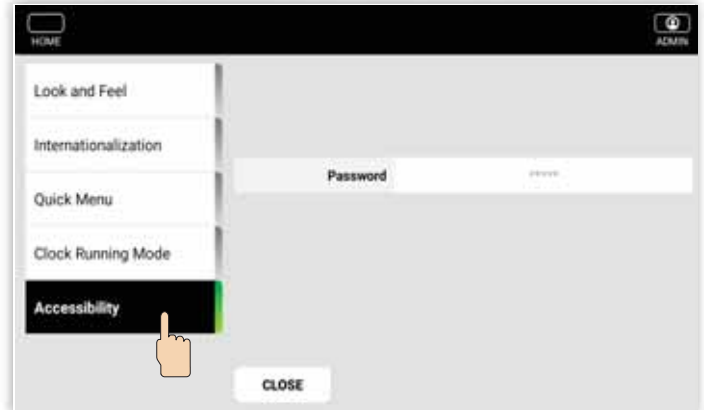 HOME
ADMIN
Look and Feel
Internationalization
Password
*****
Quick Menu
Clock Running Mode
Accessibility
CLOSE